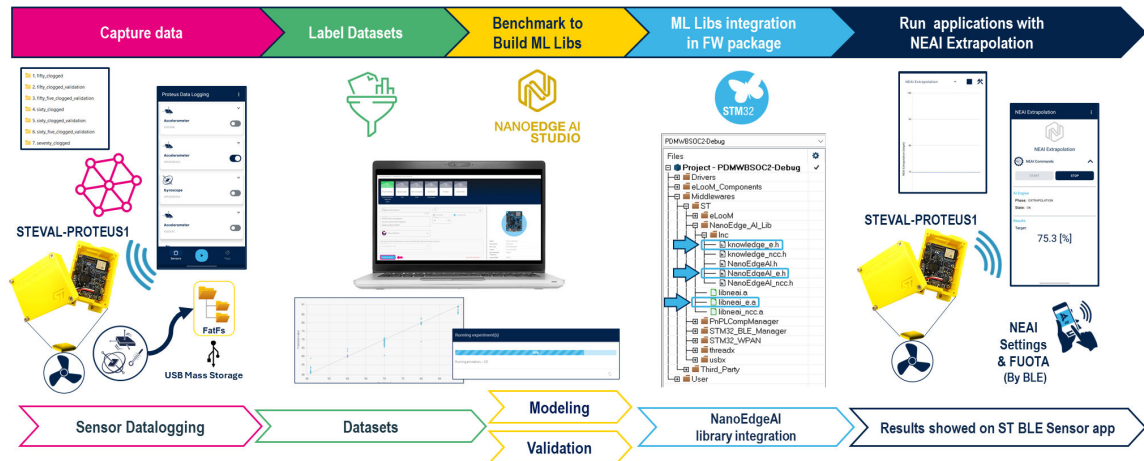 Capture data
Label Datasets
Benchmark to
Build ML Libs
ML Libs integration
in FW package
Run applications with
NEAI Extrapolation
1. fifty_clogged
2. fifty_clogged_validation
3. fifty_five_clogged_validation
4. sixty_clogged
5. sixty_clogged_validation
6. sixty_five_clogged_validation
7. seventy_clogged
Proteus Data Logging
Accelerometer
Accelerometer
Gyroscope
Accelerometer
STEVAL-PROTEUS1
FatFs
USB Mass Storage
NANOEDGE AI
STUDIO
STM32
PDMWBSOC2-Debug
Files
Project - PDMWBSOC2-Debug
Drivers
eLooM_Components
Middlewares
ST
eLooM
NanoEdge_AI_Lib
Inc
knowledge_e.h
knowledge_ncc.h
NanoEdgeAI.h
NanoEdgeAI_e.h
NanoEdgeAI_ncc.h
libneai.a
libneai_e.a
libneai_ncc.a
PnPLCompManager
STM32_BLE_Manager
STM32_WPAN
threadx
usbx
Third_Party
User
NEAI Extrapolation
STEVAL-PROTEUS1
NEAI Extrapolation
NEAI Extrapolation
NEAI Commands
START
STOP
Phase: EXTRAPOLATION
Results
Target:
75.3 [%]
NEAI
Settings
& FUOTA
(By BLE)
Sensor Datalogging
Datasets
Modeling
Validation
NanoEdgeAI
library integration
Results showed on ST BLE Sensor app